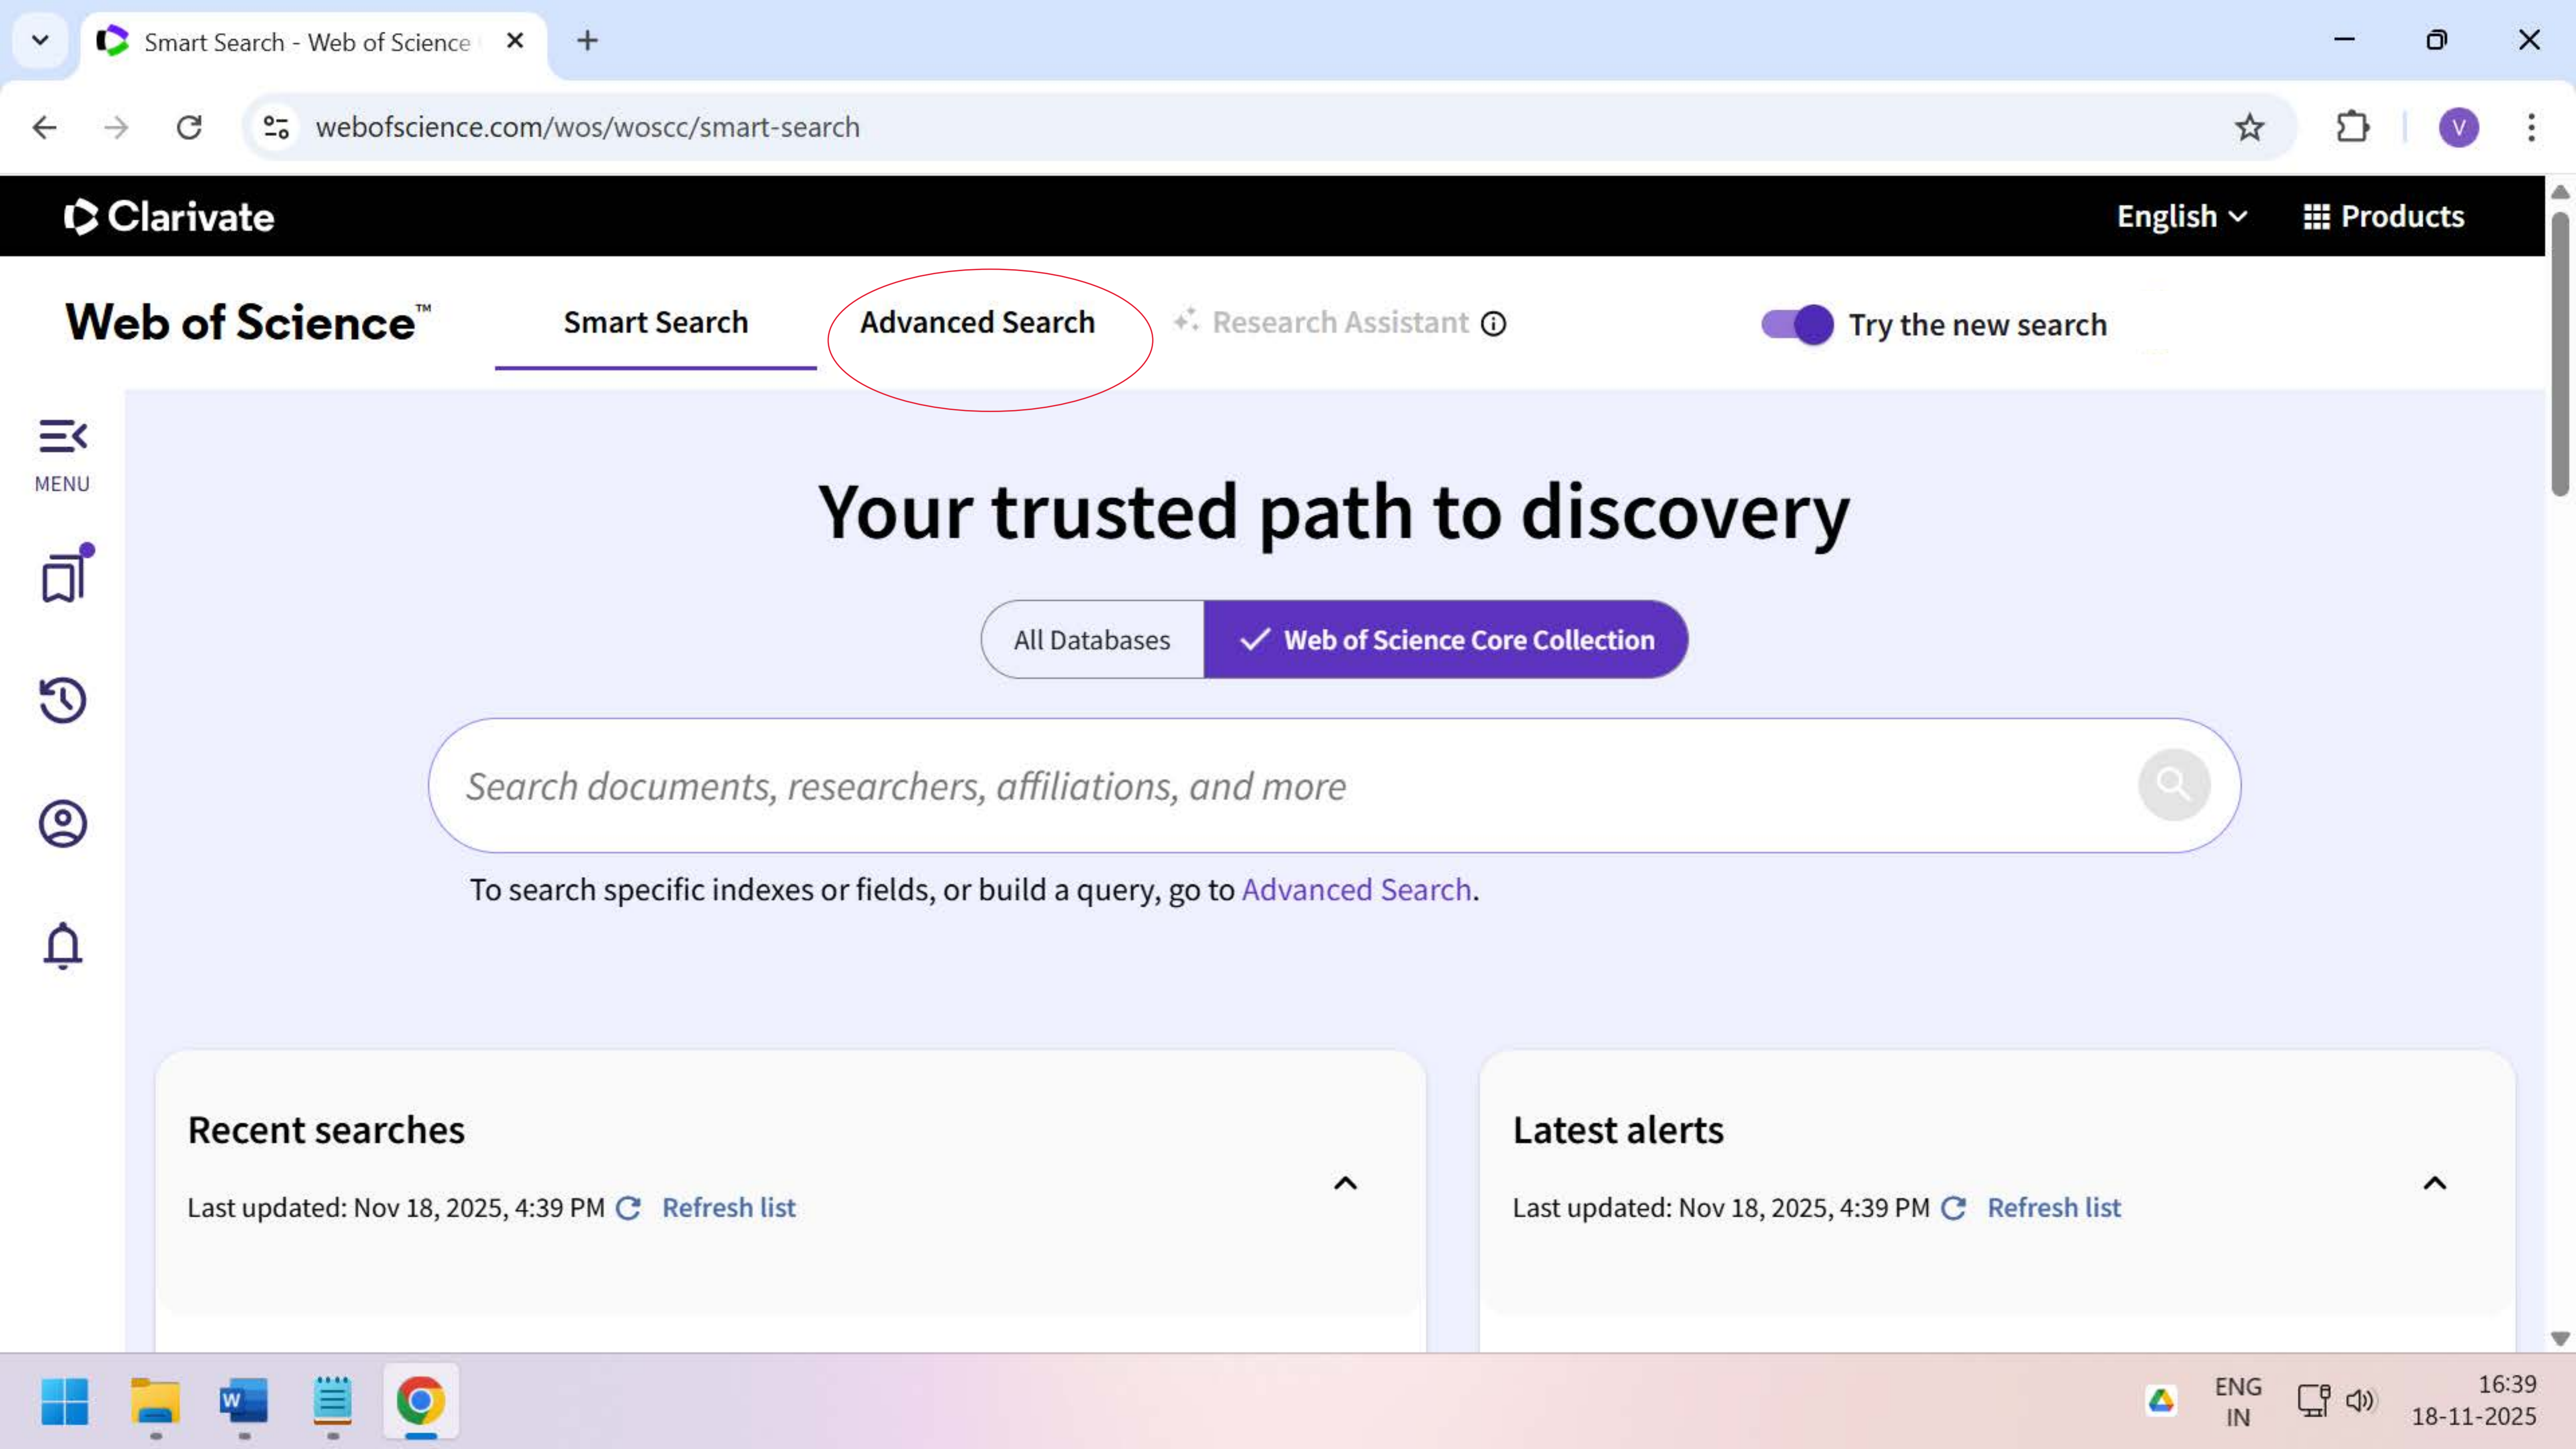 Smart Search - Web of Science
webofscience.com/wos/woscc/smart-search
V
Clarivate
English
Products
Web of Science™
Smart Search
Advanced Search
Research Assistant
Try the new search
MENU
Your trusted path to discovery
All Databases
Web of Science Core Collection
Search documents, researchers, affiliations, and more
To search specific indexes or fields, or build a query, go to Advanced Search.
Recent searches
Last updated: Nov 18, 2025, 4:39 PM Refresh list
Latest alerts
Last updated: Nov 18, 2025, 4:39 PM Refresh list
W
ENG
IN
16:39
18-11-2025